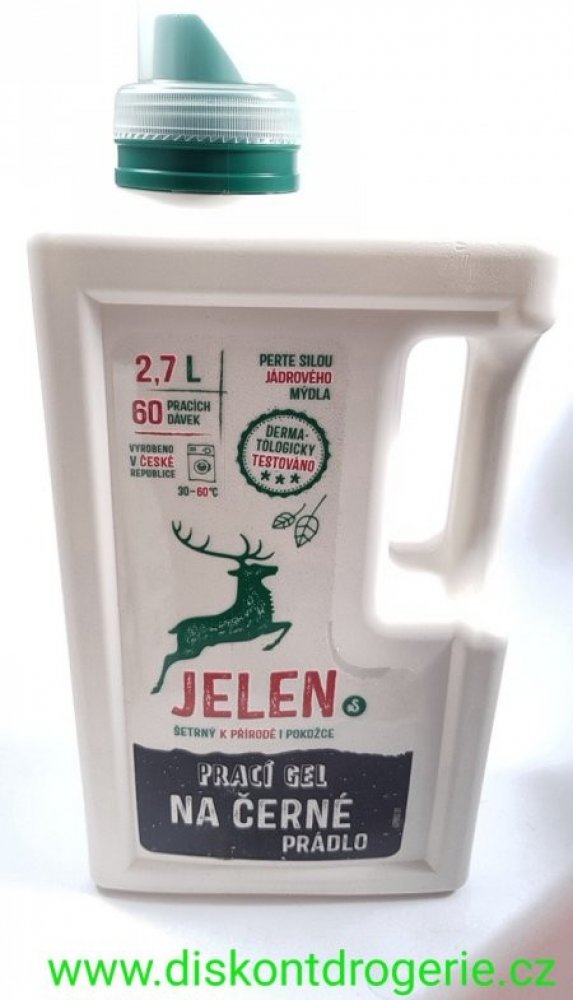 2,7 L
60 PRACÍCH
DÁVEK
VYROBENO
V ČESKÉ
REPUBLICE
30–60°C
PERTE SILOU
JÁDROVÉHO
MÝDLA
DERMA-
TOLOGICKY
TESTOVÁNO
JELEN
ŠETRNÝ K PŘÍRODĚ I POKOŽCE
PRACÍ GEL
NA ČERNÉ
PRÁDLO
www.diskontdrogerie.cz